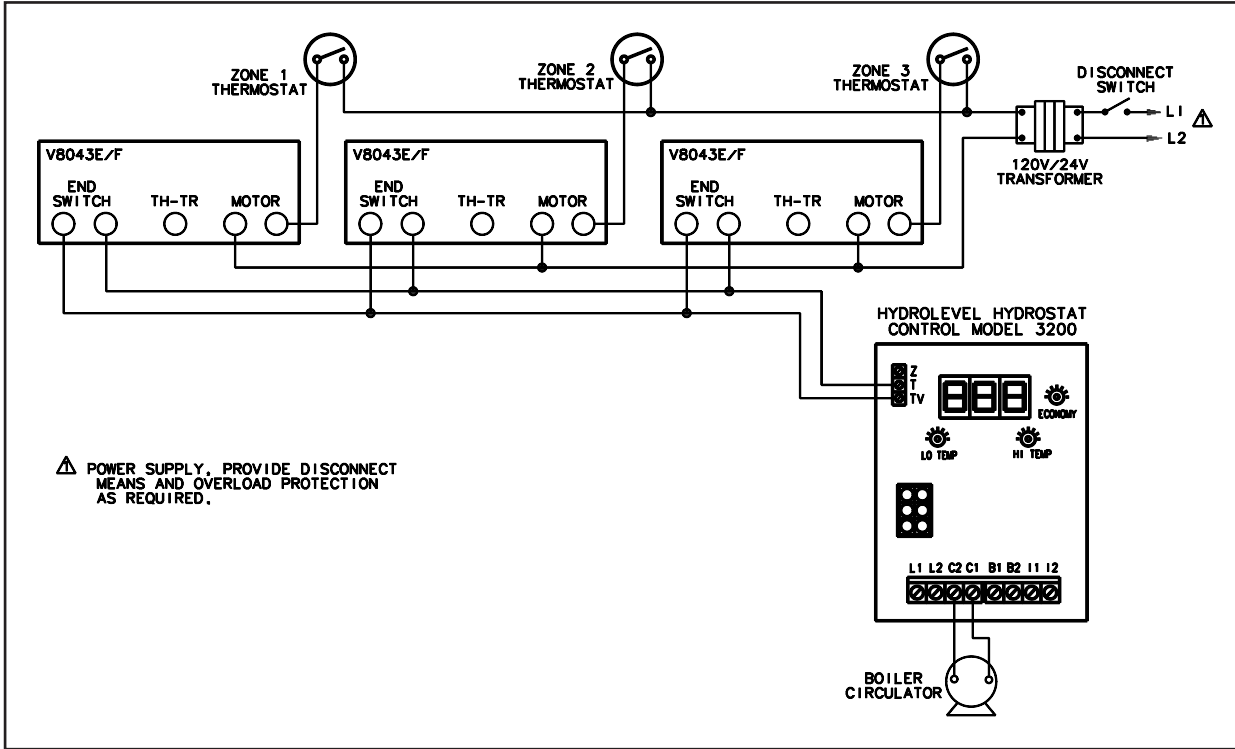 ZONE 1
THERMOSTAT
ZONE 2
THERMOSTAT
ZONE 3
THERMOSTAT
DISCONNECT
SWITCH
L1
L2
120V/24V
TRANSFORMER
V8043E/F
END
SWITCH
TH-TR
MOTOR
V8043E/F
END
SWITCH
TH-TR
MOTOR
V8043E/F
END
SWITCH
TH-TR
MOTOR
HYDROLEVEL HYDROSTAT
CONTROL MODEL 3200
Z
T
TV
888
ECONOMY
LO TEMP
HI TEMP
L1 L2 C2 C1 B1 B2 I1 I2
BOILER
CIRCULATOR
1
1 POWER SUPPLY, PROVIDE DISCONNECT
MEANS AND OVERLOAD PROTECTION
AS REQUIRED.